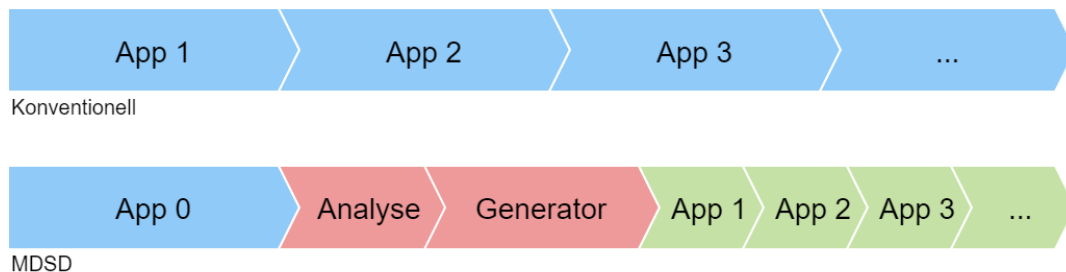 App 1 App 2 App 3 ...
Konventionell
App 0 Analyse Generator App 1 App 2 App 3 ...
MDSD